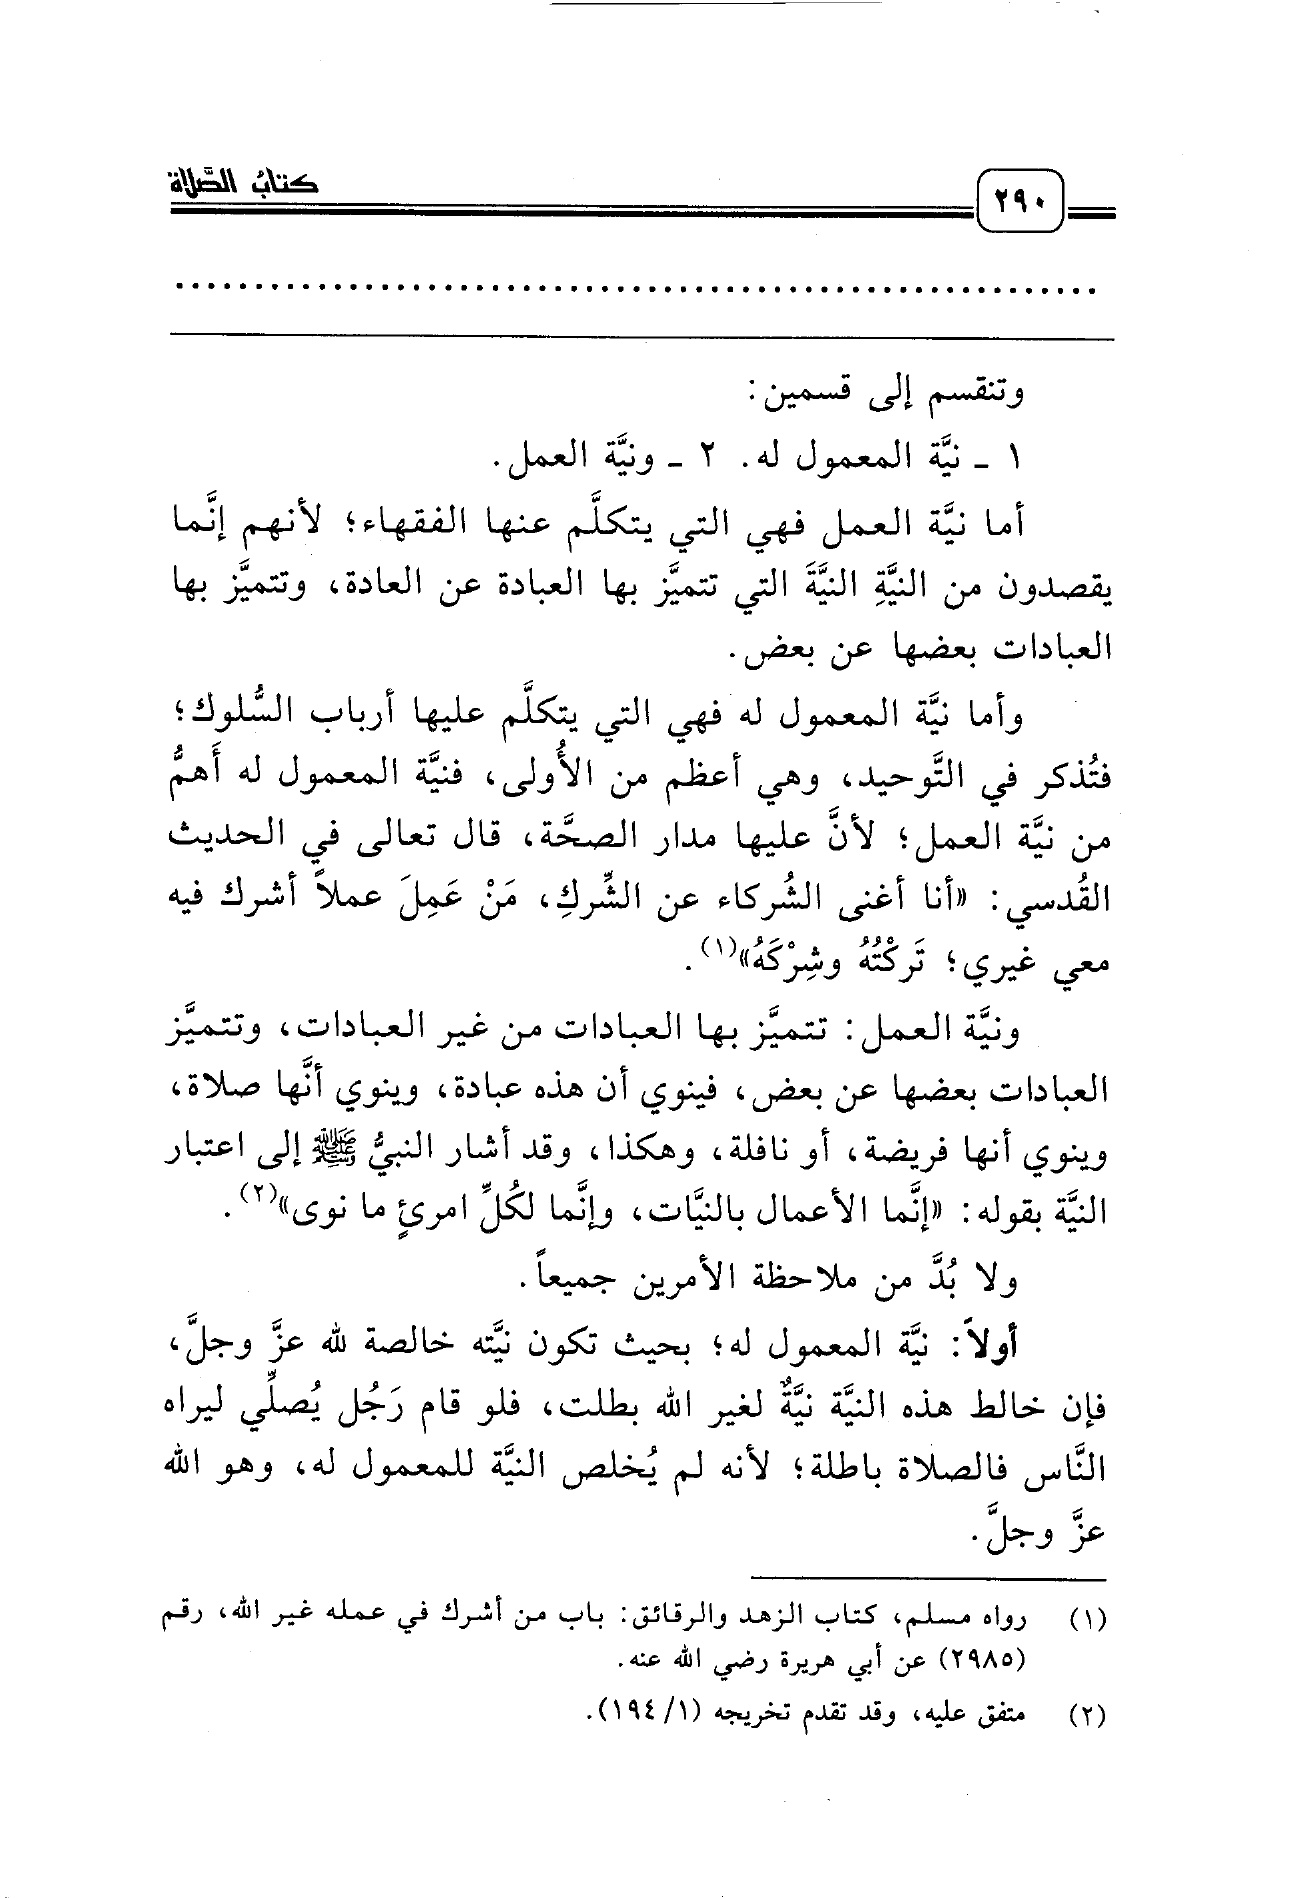 كتابُ الصَّلاة
٢٩٠
................................................................
وتنقسم إلى قسمين:
١ ـ نيَّة المعمول له. ٢ ـ ونيَّة العمل.
أما نيَّة العمل فهي التي يتكلَّم عنها الفقهاء؛ لأنهم إنَّما
يقصدون من النيَّةِ النيَّةَ التي تتميَّز بها العبادة عن العادة، وتتميَّز بها
العبادات بعضها عن بعض.
وأما نيَّة المعمول له فهي التي يتكلَّم عليها أرباب السُّلوك؛
فتُذكر في التَّوحيد، وهي أعظم من الأُولى، فنيَّة المعمول له أَهمُّ
من نيَّة العمل؛ لأنَّ عليها مدار الصحَّة، قال تعالى في الحديث
القُدسي: «أنا أغنى الشُركاء عن الشِّركِ، مَنْ عَمِلَ عملاً أشرك فيه
معي غيري؛ تَرَكْتُهُ وشِرْكَهُ»(١).
ونيَّة العمل: تتميَّز بها العبادات من غير العبادات، وتتميَّز
العبادات بعضها عن بعض، فينوي أن هذه عبادة، وينوي أنَّها صلاة،
وينوي أنها فريضة، أو نافلة، وهكذا، وقد أشار النبيُّ ﷺ إلى اعتبار
النيَّة بقوله: «إنَّما الأعمال بالنيَّات، وإنَّما لكُلِّ امرئٍ ما نوى»(٢).
ولا بُدَّ من ملاحظة الأمرين جميعاً.
أولاً: نيَّة المعمول له؛ بحيث تكون نيَّته خالصة لله عزَّ وجلَّ،
فإن خالط هذه النيَّة نيَّةٌ لغير الله بطلت، فلو قام رَجُل يُصلِّي ليراه
النَّاس فالصلاة باطلة؛ لأنه لم يُخلص النيَّة للمعمول له، وهو الله
عزَّ وجلَّ.
(١) رواه مسلم، كتاب الزهد والرقائق: باب من أشرك في عمله غير الله، رقم
(٢٩٨٥) عن أبي هريرة رضي الله عنه.
(٢) متفق عليه، وقد تقدم تخريجه (١/ ١٩٤).